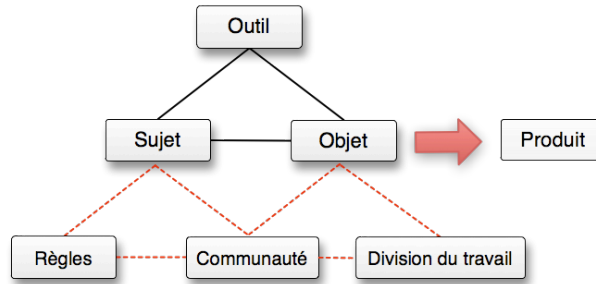 Outil
Sujet
Objet
Produit
Règles
Communauté
Division du travail